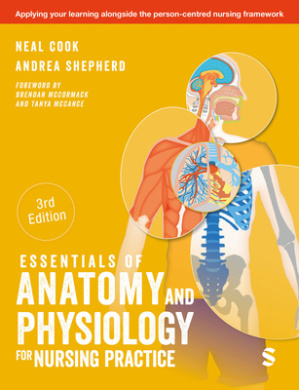 Applying your learning alongside the person-centred nursing framework
NEAL COOK
ANDREA SHEPHERD
FOREWORD BY
BRENDAN MCCORMACK
AND TANYA MCCANCE
3rd
Edition
ESSENTIALS OF
ANATOMY AND
PHYSIOLOGY
FOR NURSING PRACTICE
S